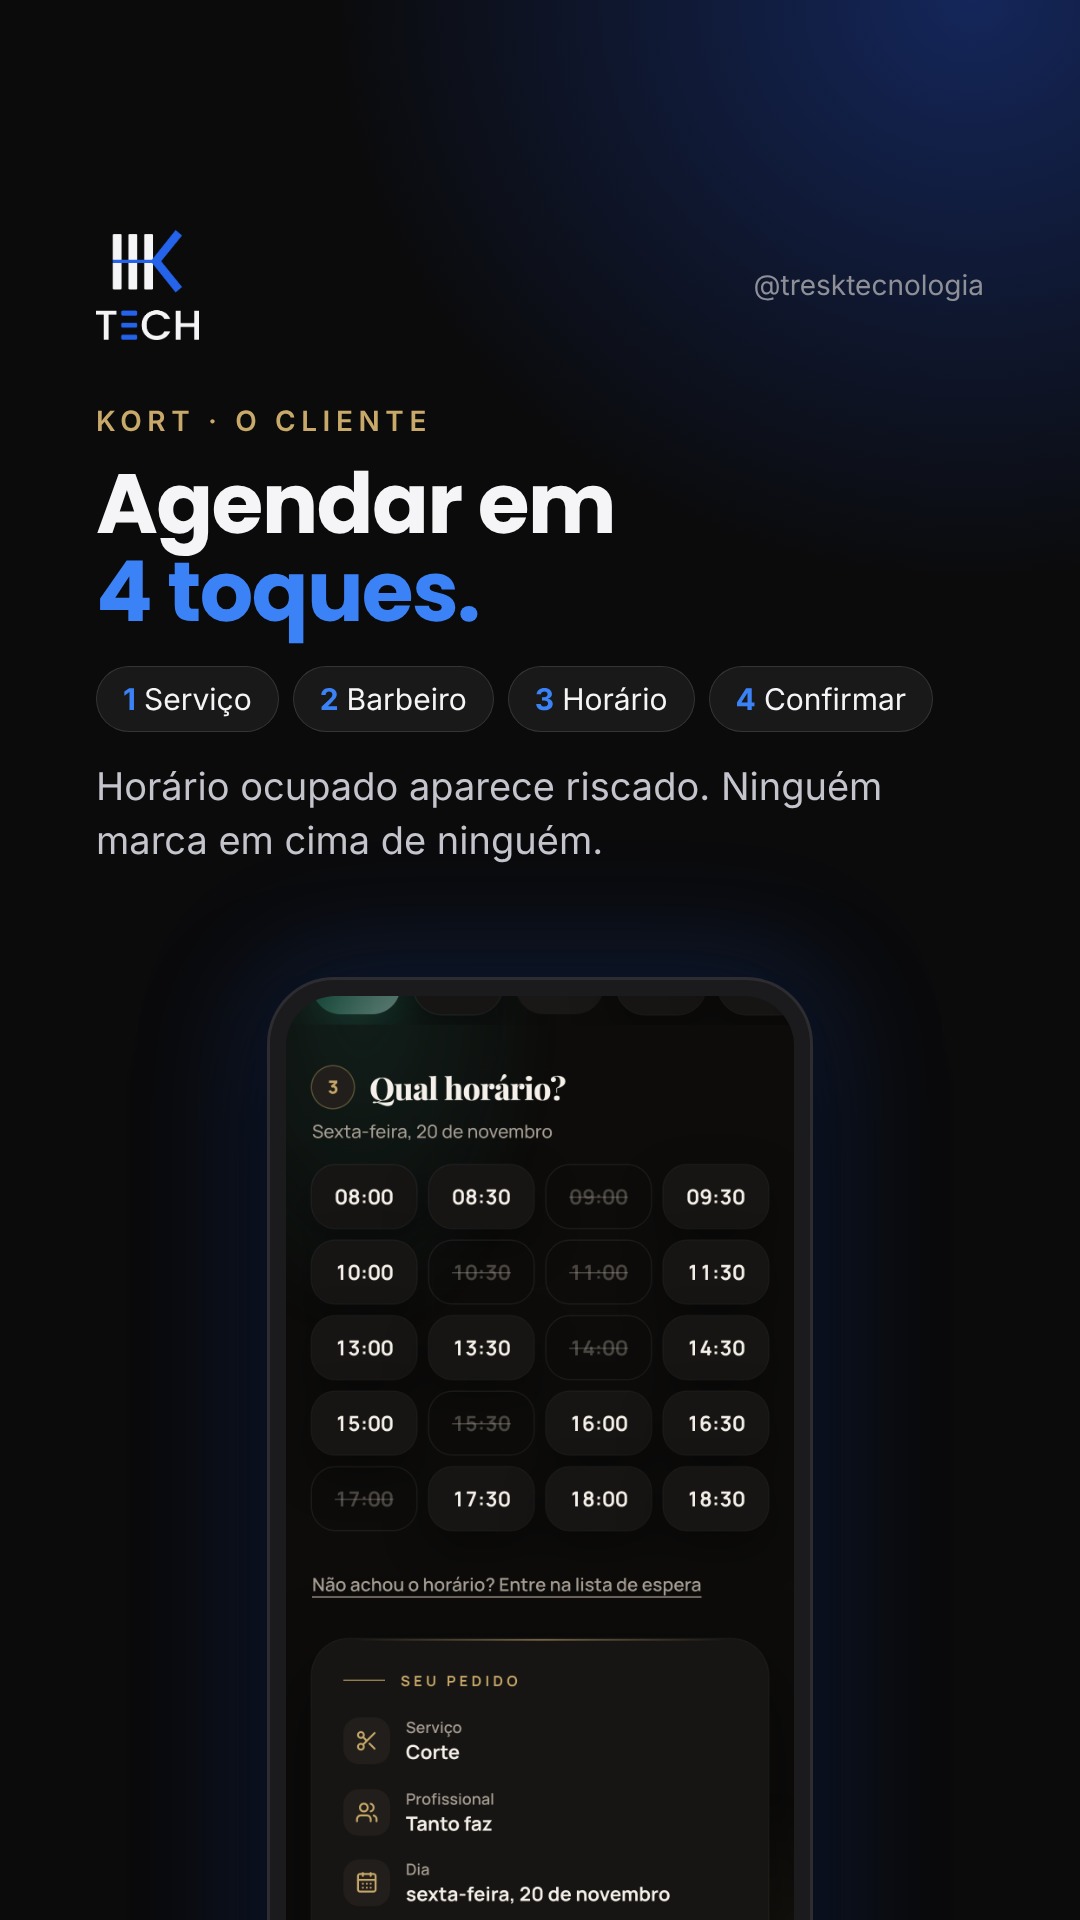 TECH
@tresktecnologia
KORT · O CLIENTE
Agendar em
4 toques.
1 Serviço 2 Barbeiro 3 Horário 4 Confirmar
Horário ocupado aparece riscado. Ninguém
marca em cima de ninguém.
3 Qual horário?
Sexta-feira, 20 de novembro
08:00 08:30 09:00 09:30
10:00 10:30 11:00 11:30
13:00 13:30 14:00 14:30
15:00 15:30 16:00 16:30
17:00 17:30 18:00 18:30
Não achou o horário? Entre na lista de espera
SEU PEDIDO
Serviço
Corte
Profissional
Tanto faz
Dia
sexta-feira, 20 de novembro